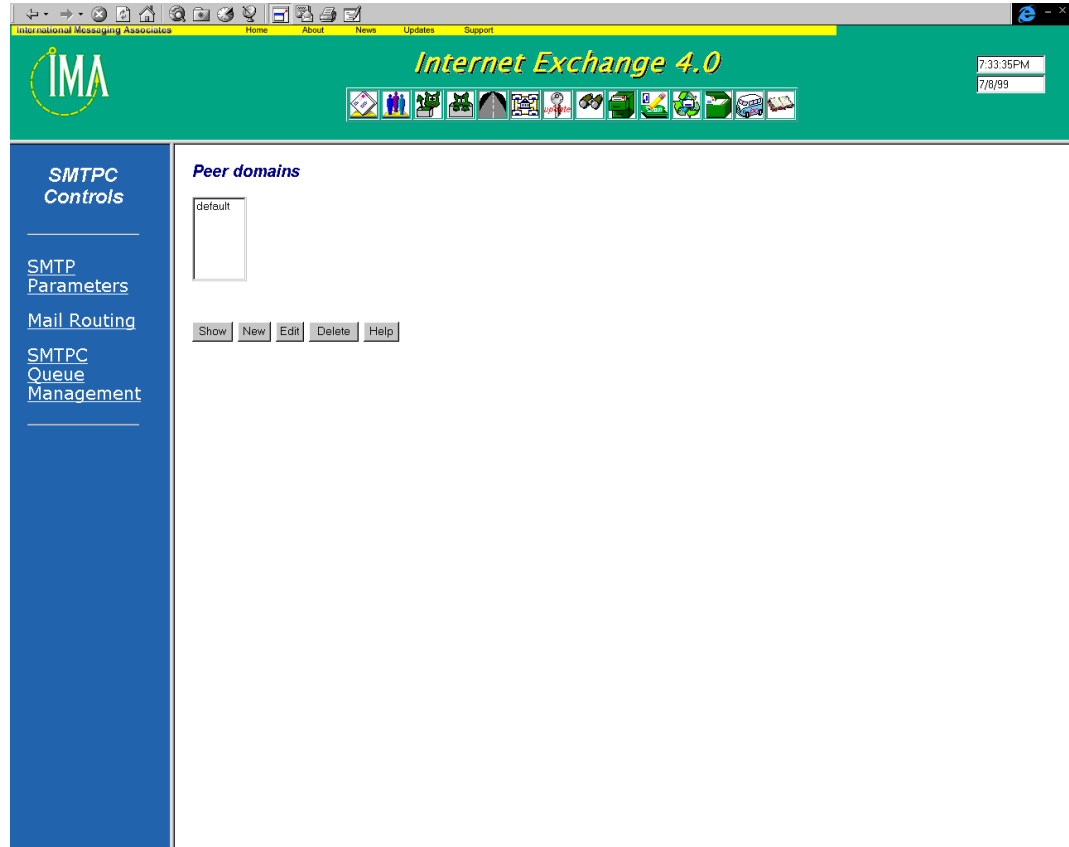 International Messaging Associates Home About News Updates Support
IMA
Internet Exchange 4.0
7:33:35PM
7/8/99
update
SMTPC
Controls
SMTP
Parameters
Mail Routing
SMTPC
Queue
Management
Peer domains
default
Show New Edit Delete Help